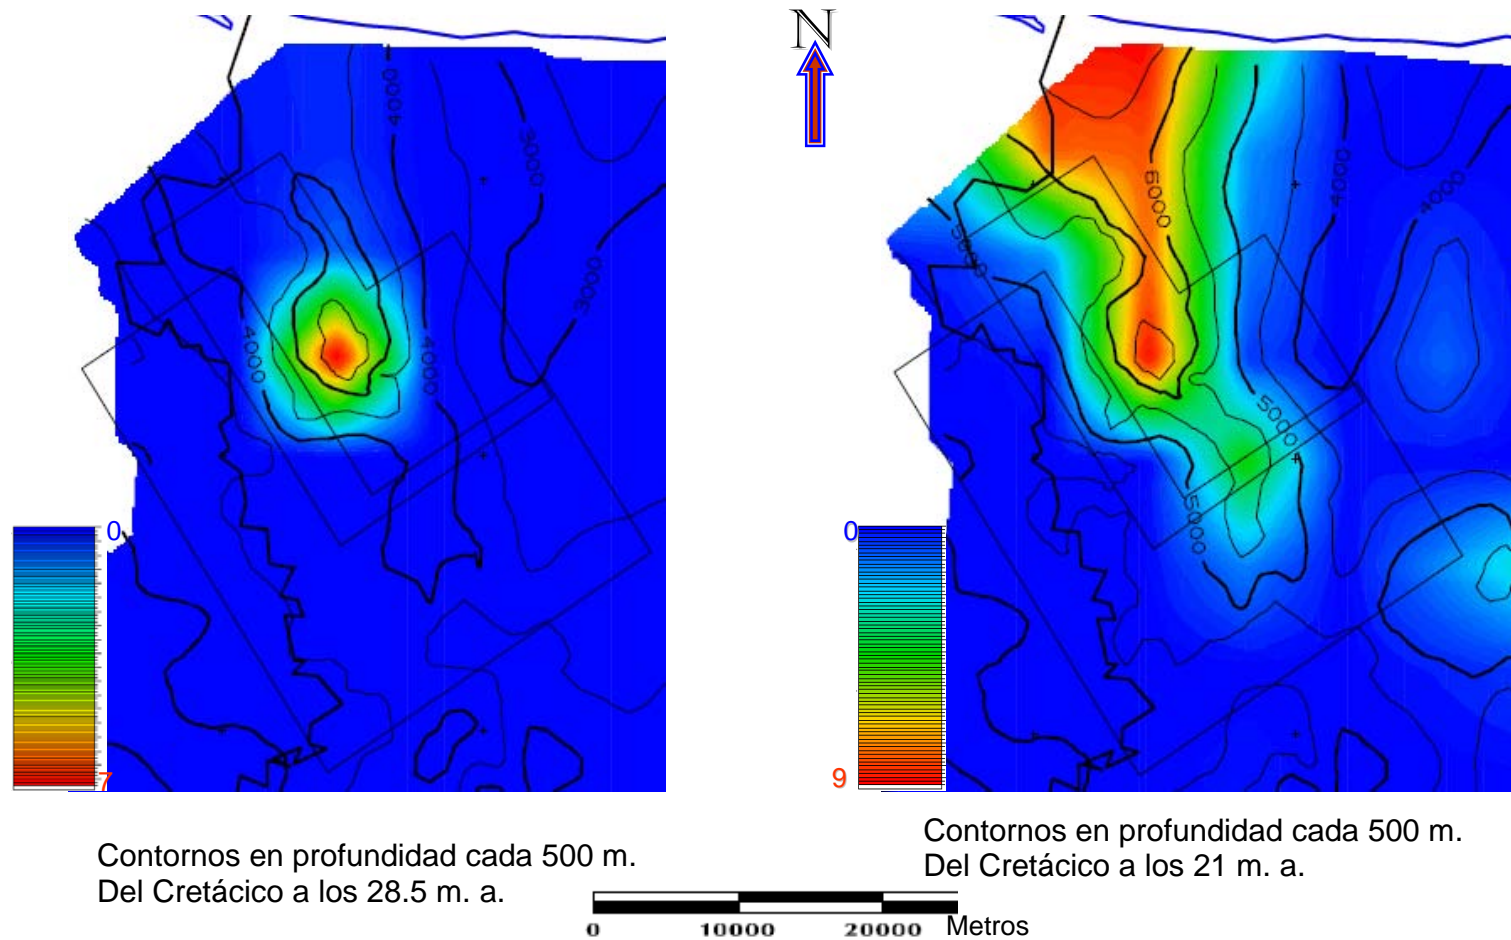 N
4000
3000
3000
4000
4000
0
7
6000
4000
4000
5000
5000
5000
0
9
Contornos en profundidad cada 500 m.
Del Cretácico a los 28.5 m. a.
Contornos en profundidad cada 500 m.
Del Cretácico a los 21 m. a.
0 10000 20000 Metros